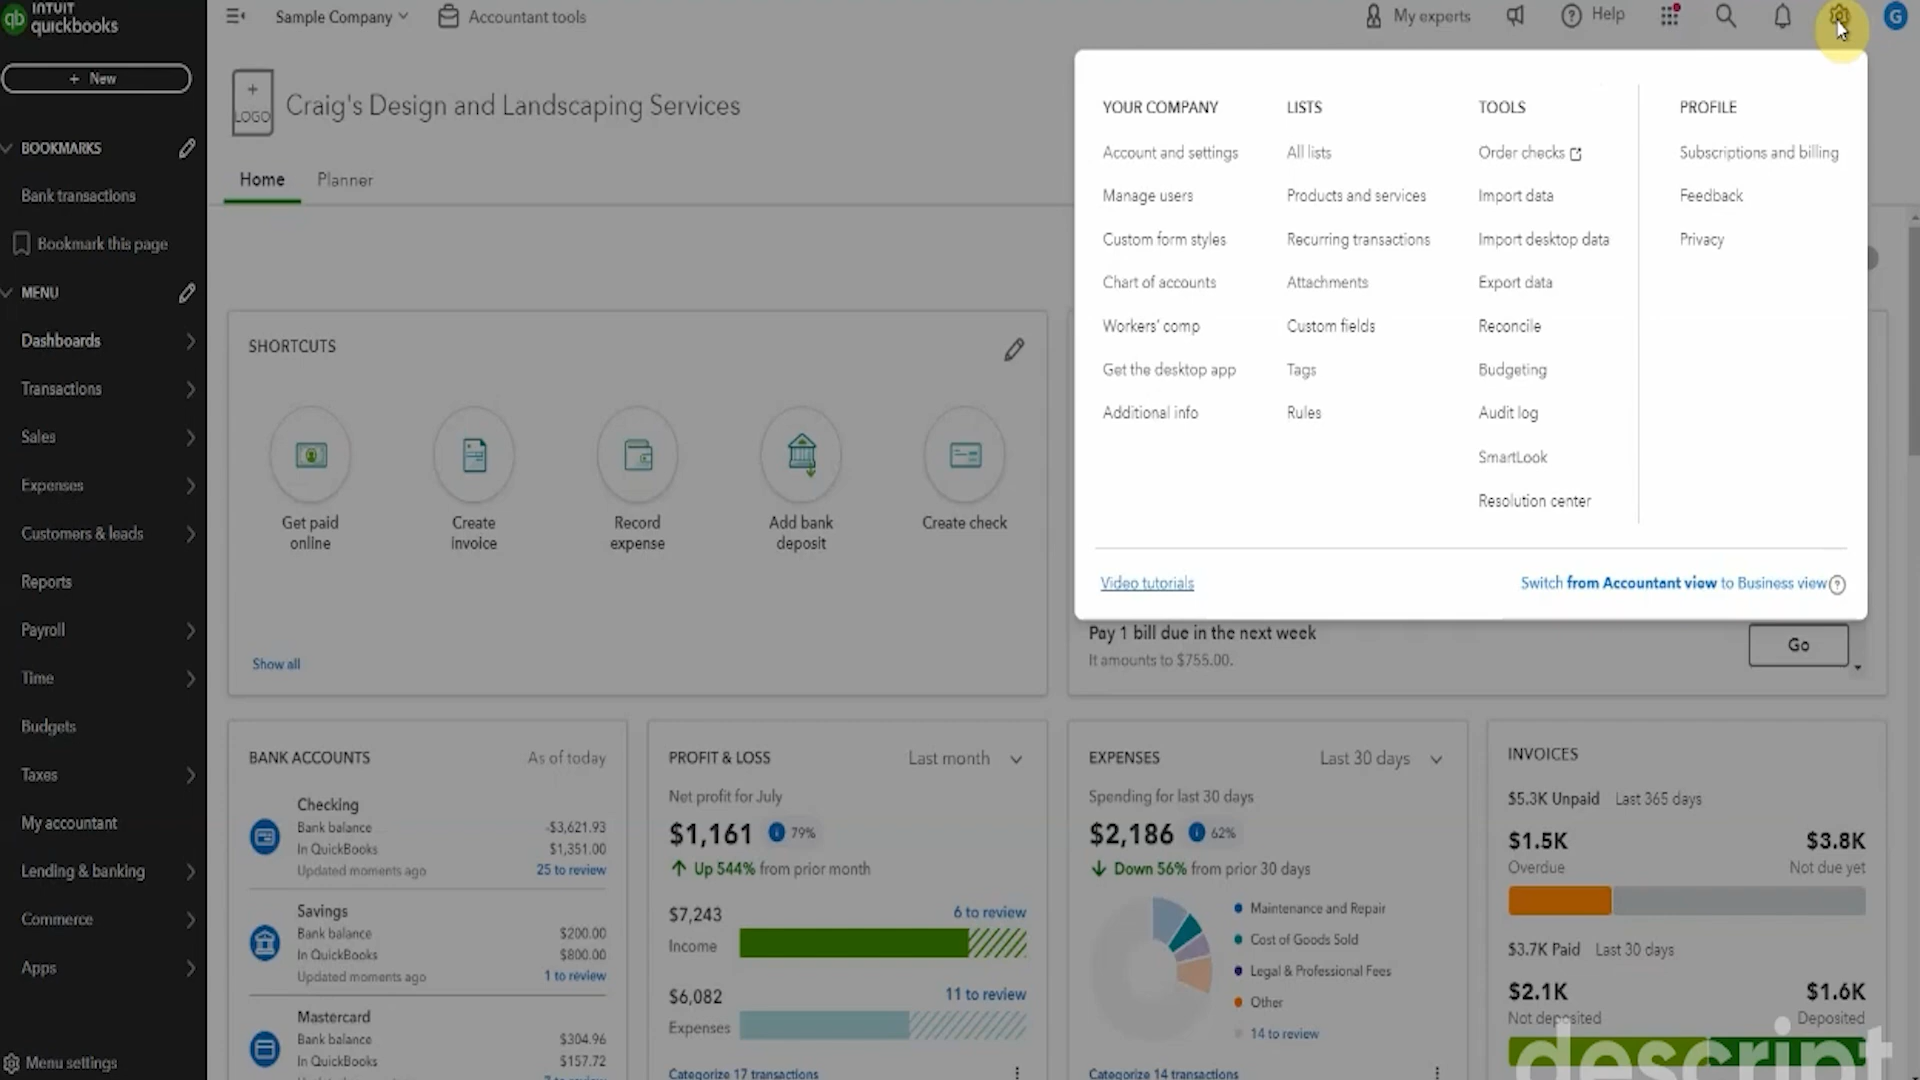 INTUIT
qb quickbooks
+ New
BOOKMARKS
Bank transactions
Bookmark this page
MENU
Dashboards
Transactions
Sales
Expenses
Customers & leads
Reports
Payroll
Time
Budgets
Taxes
My accountant
Lending & banking
Commerce
Apps
Menu settings
Sample Company
Accountant tools
My experts
Help
G
+
LOGO
Craig's Design and Landscaping Services
Home
Planner
YOUR COMPANY
Account and settings
Manage users
Custom form styles
Chart of accounts
Workers' comp
Get the desktop app
Additional info
LISTS
All lists
Products and services
Recurring transactions
Attachments
Custom fields
Tags
Rules
TOOLS
Order checks
Import data
Import desktop data
Export data
Reconcile
Budgeting
Audit log
SmartLook
Resolution center
PROFILE
Subscriptions and billing
Feedback
Privacy
Video tutorials
Switch from Accountant view to Business view
SHORTCUTS
Get paid
online
Create
invoice
Record
expense
Add bank
deposit
Create check
Show all
Pay 1 bill due in the next week
It amounts to $755.00.
Go
BANK ACCOUNTS
As of today
Checking
Bank balance -$3,621.93
In QuickBooks $1,351.00
Updated moments ago 25 to review
Savings
Bank balance $200.00
In QuickBooks $800.00
Updated moments ago 1 to review
Mastercard
Bank balance $304.96
In QuickBooks $157.72
PROFIT & LOSS
Last month
Net profit for July
$1,161 79%
Up 544% from prior month
$7,243 6 to review
Income
$6,082 11 to review
Expenses
Categorize 17 transactions
EXPENSES
Last 30 days
Spending for last 30 days
$2,186 62%
Down 56% from prior 30 days
Maintenance and Repair
Cost of Goods Sold
Legal & Professional Fees
Other
14 to review
Categorize 14 transactions
INVOICES
$5.3K Unpaid Last 365 days
$1.5K $3.8K
Overdue Not due yet
$3.7K Paid Last 30 days
$2.1K $1.6K
Not deposited Deposited
descript